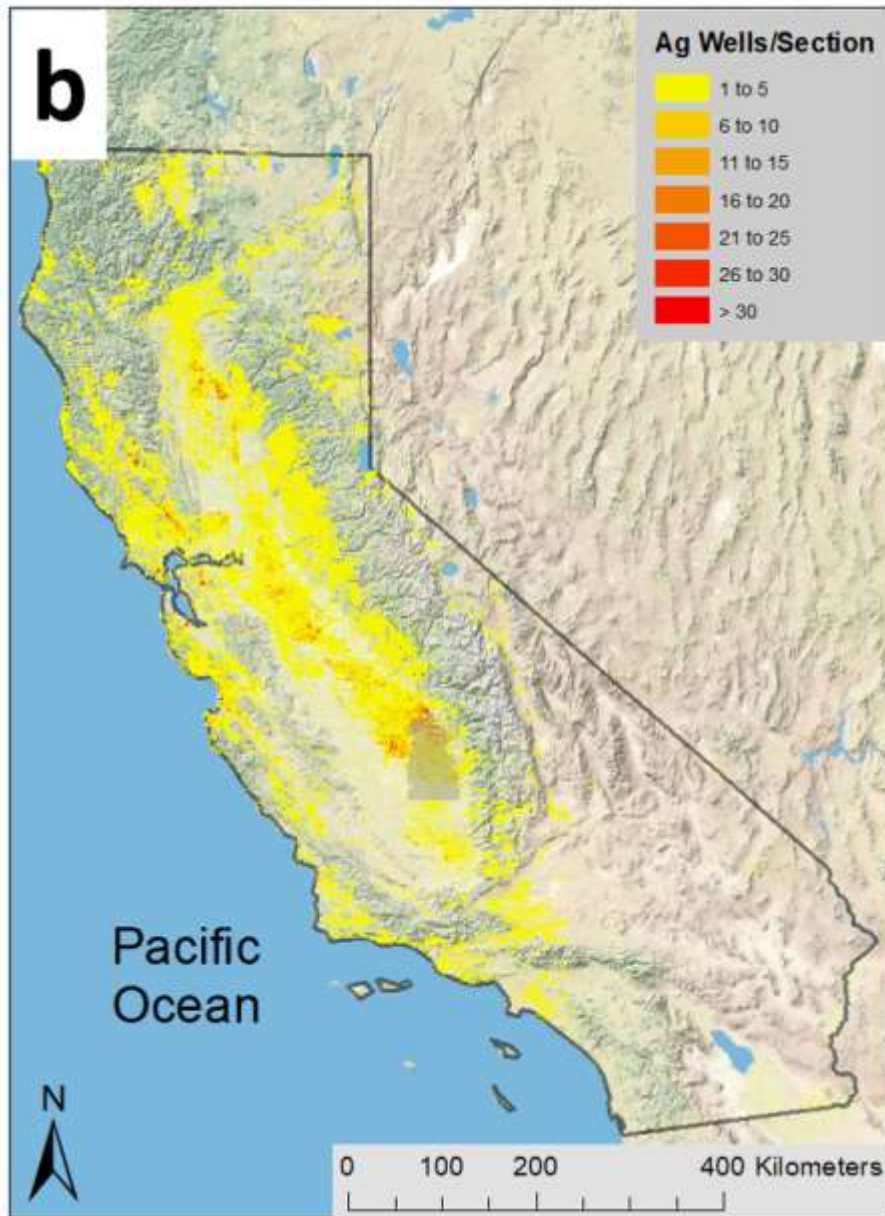 b
Ag Wells/Section
1 to 5
6 to 10
11 to 15
16 to 20
21 to 25
26 to 30
> 30
Pacific
Ocean
N
0 100 200 400 Kilometers